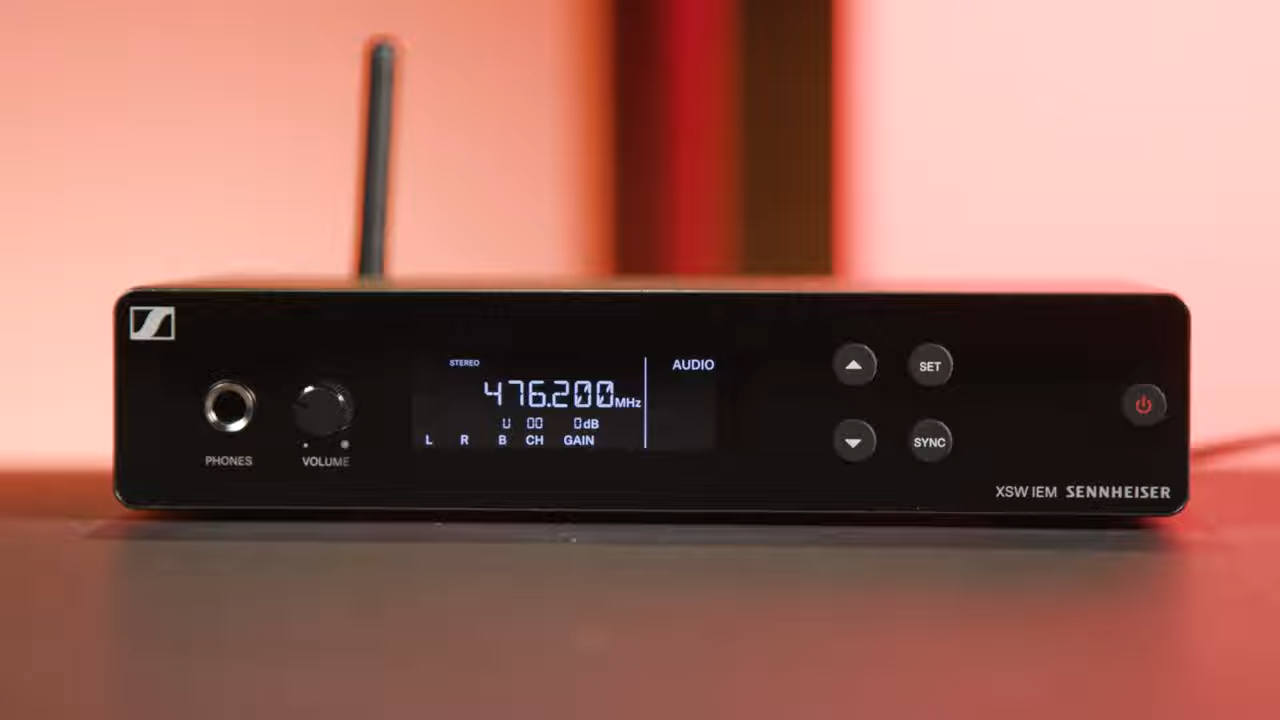 PHONES
VOLUME
STEREO
476.200MHz
U 00 0dB
L R B CH GAIN
AUDIO
SET
SYNC
XSW IEM SENNHEISER